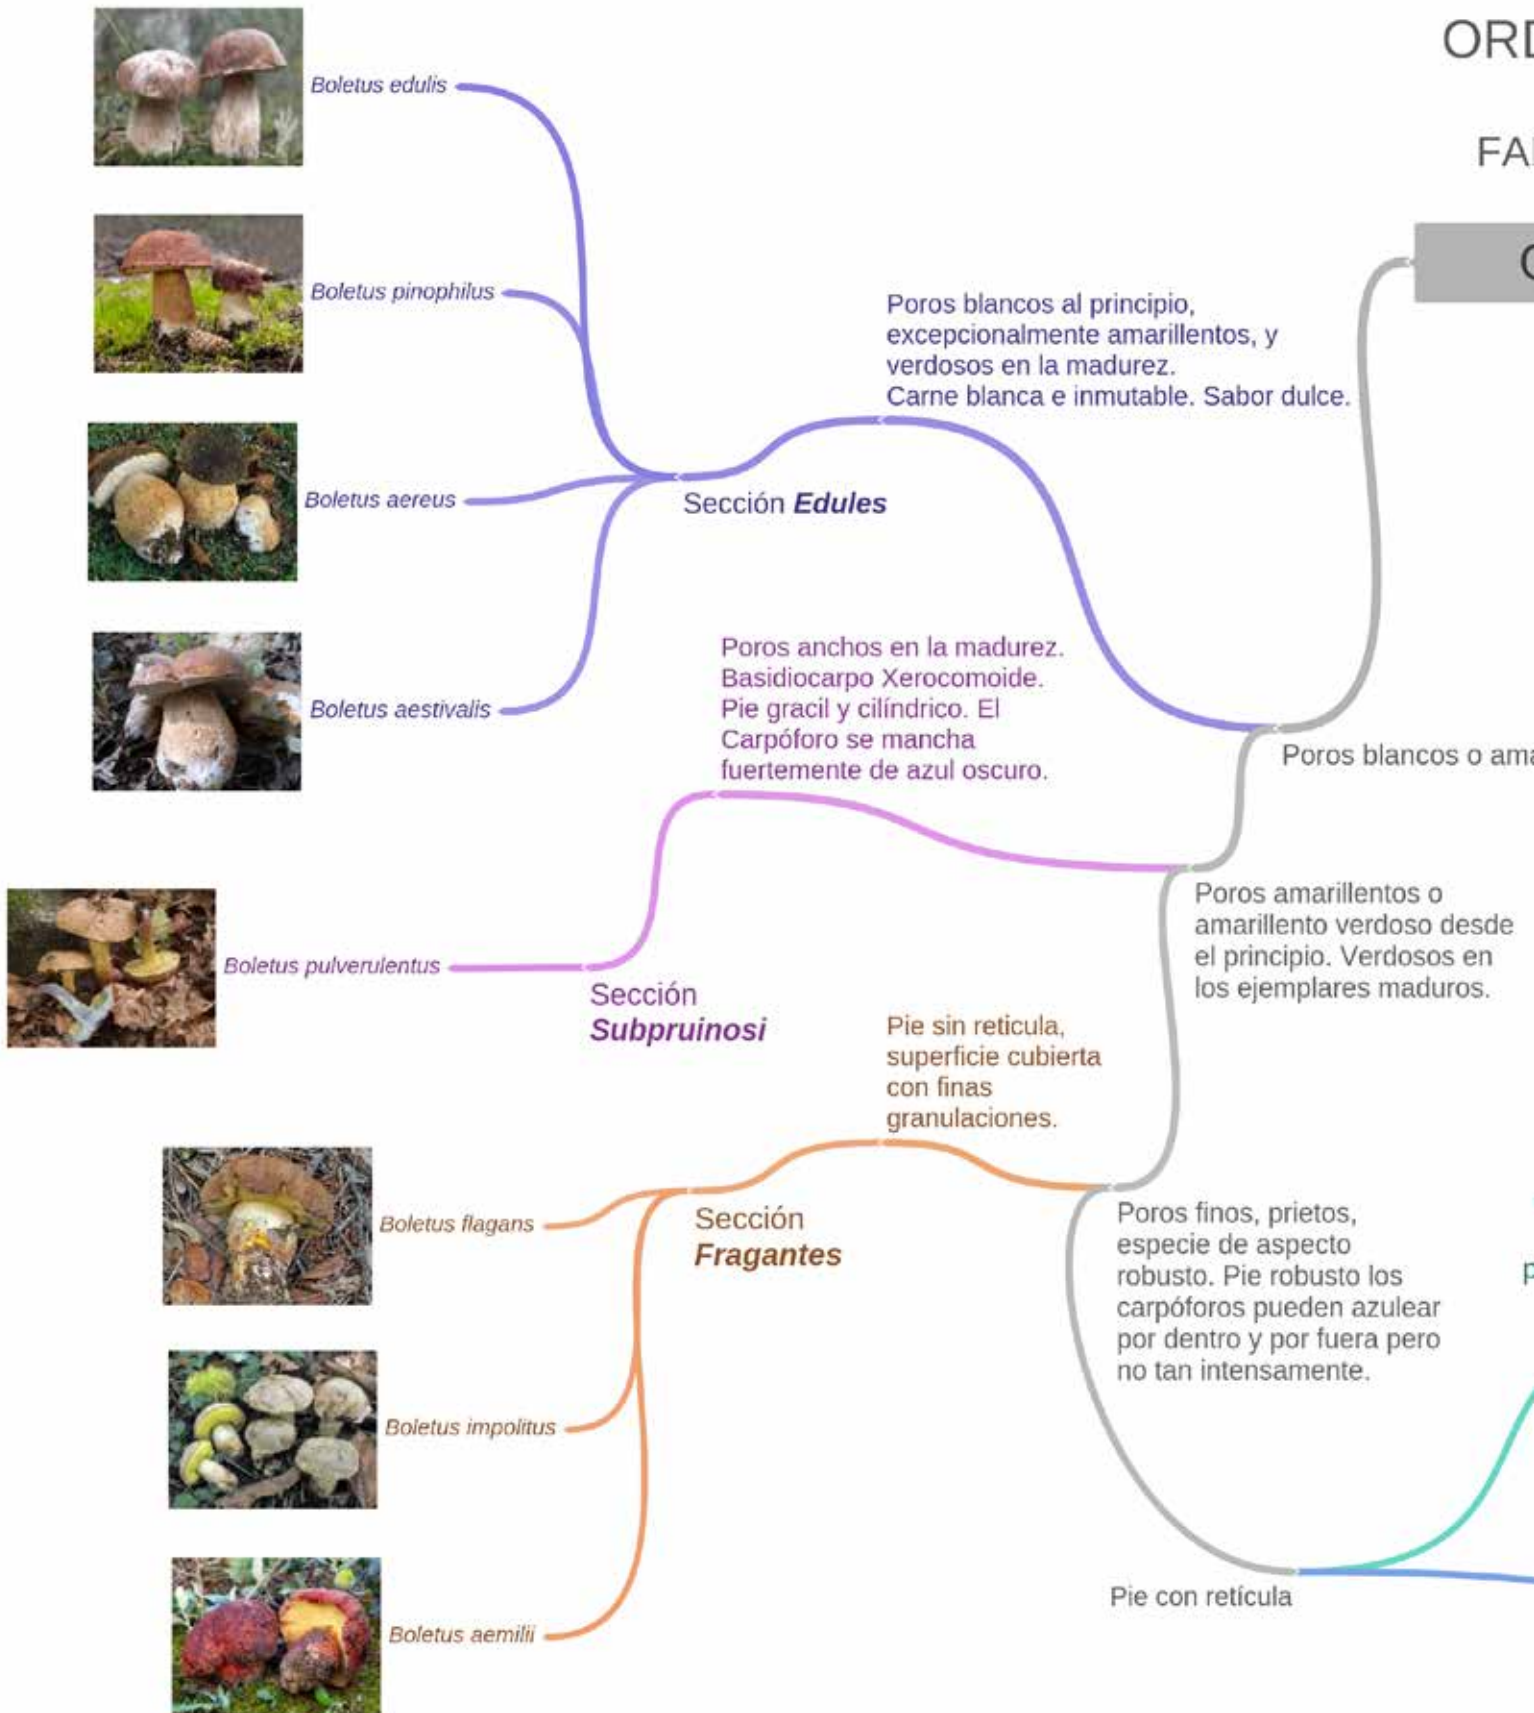 ORD
FA
Boletus edulis
Boletus pinophilus
Poros blancos al principio,
excepcionalmente amarillentos, y
verdosos en la madurez.
Carne blanca e inmutable. Sabor dulce.
Boletus aereus
Sección Edules
Boletus aestivalis
Poros anchos en la madurez.
Basidiocarpo Xerocomoide.
Pie gracil y cilíndrico. El
Carpóforo se mancha
fuertemente de azul oscuro.
Poros blancos o ama
Poros amarillentos o
amarillento verdoso desde
el principio. Verdosos en
los ejemplares maduros.
Boletus pulverulentus
Sección
Subpruinosi
Pie sin reticula,
superficie cubierta
con finas
granulaciones.
Boletus flagans
Sección
Fragantes
Poros finos, prietos,
especie de aspecto
robusto. Pie robusto los
carpóforos pueden azulear
por dentro y por fuera pero
no tan intensamente.
p
Boletus impolitus
Pie con retícula
Boletus aemilii